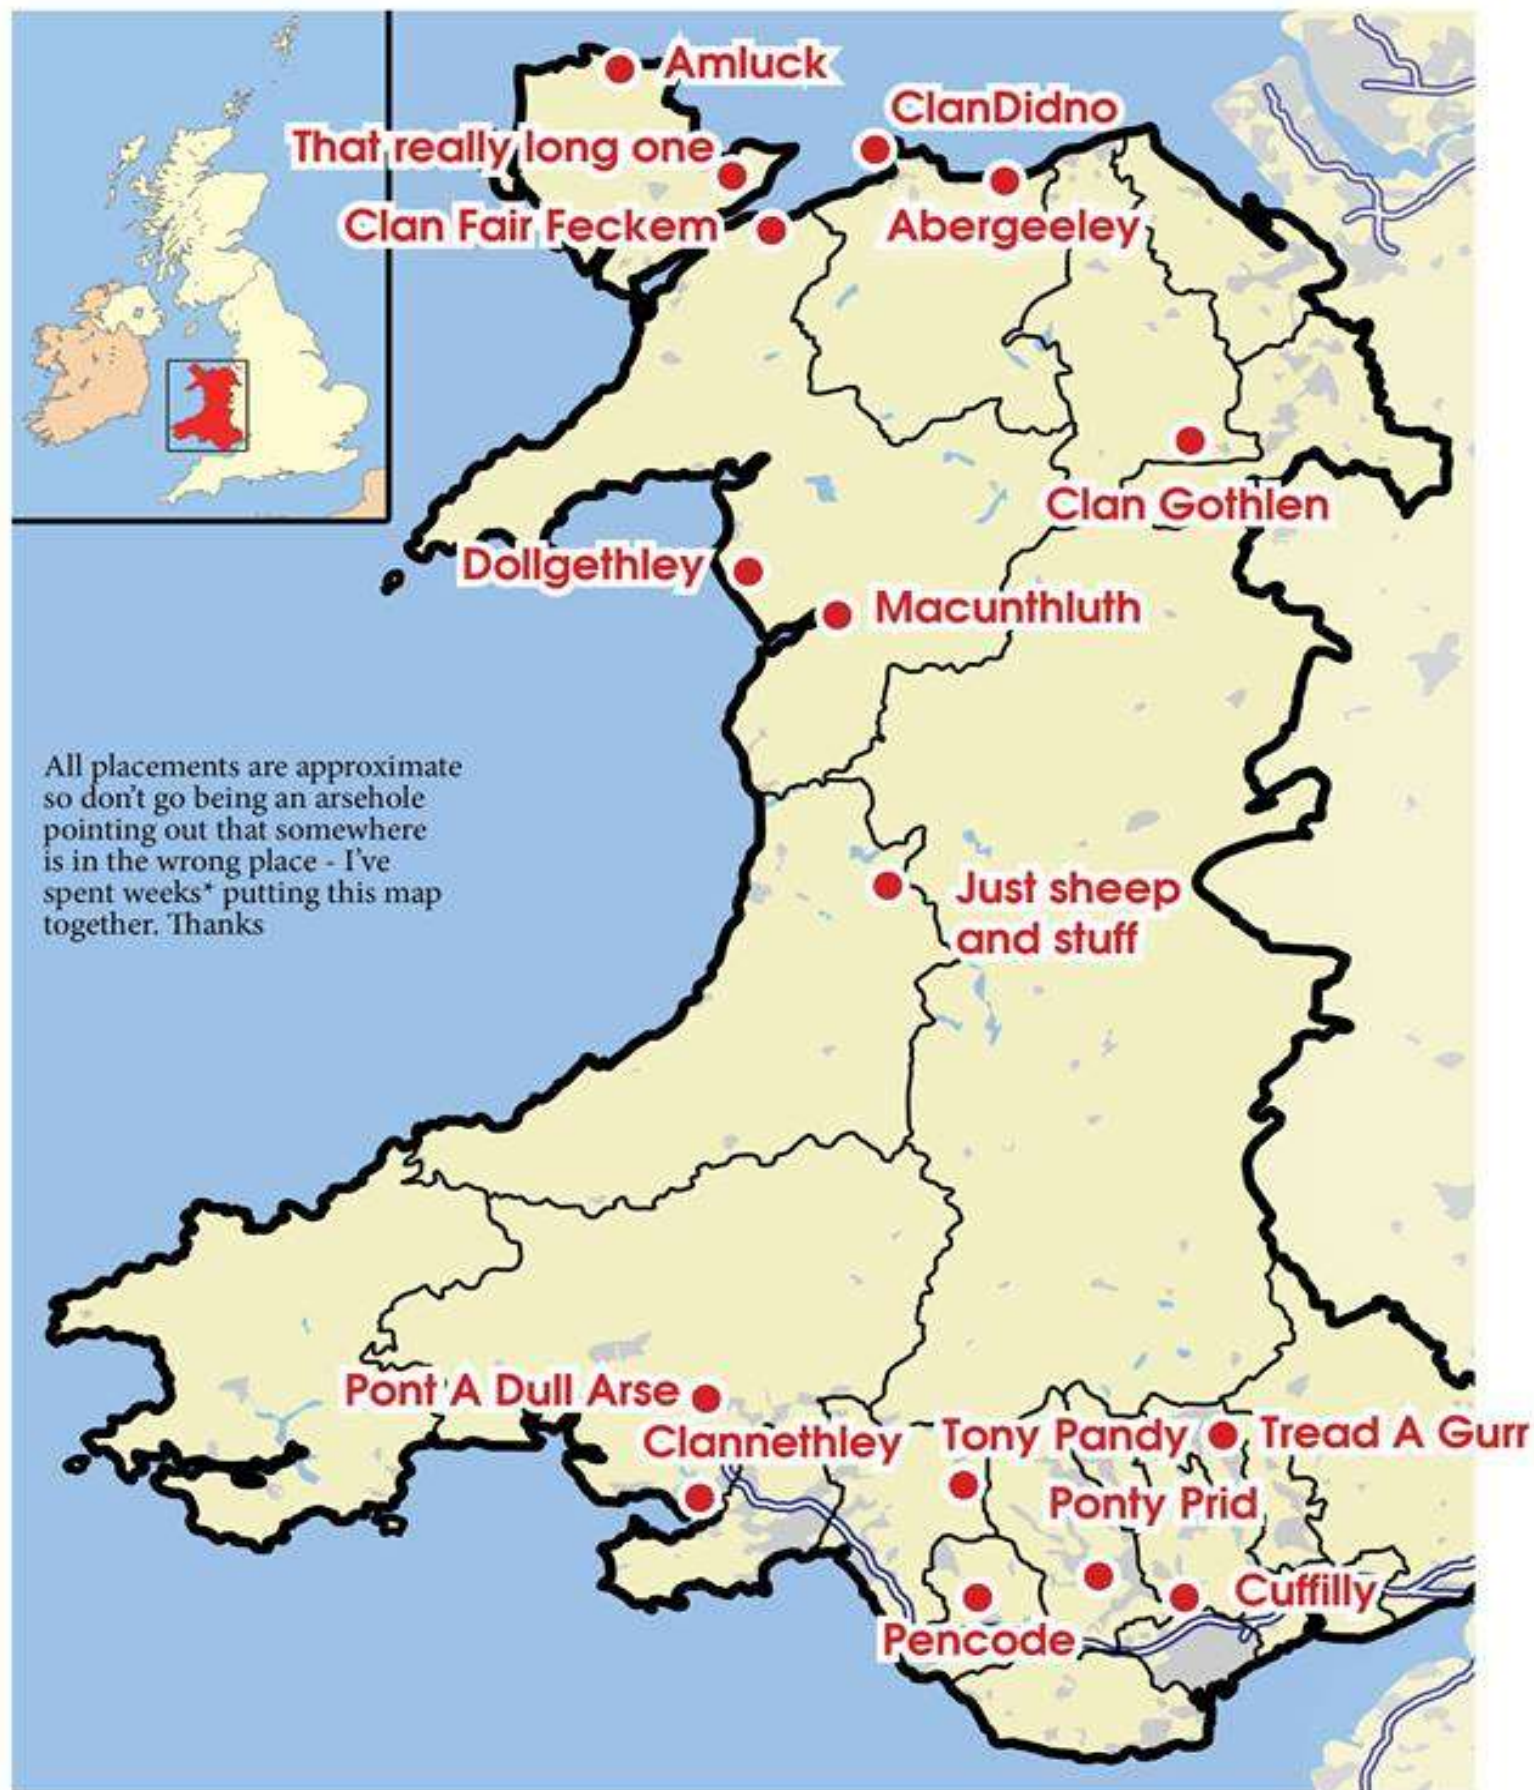 Amluck
ClanDidno
That really long one
Clan Fair Feckem
Abergeeley
Clan Gothlen
Dollgethley
Macunthluth
All placements are approximate
so don't go being an arsehole
pointing out that somewhere
is in the wrong place - I've
spent weeks* putting this map
together. Thanks
Just sheep
and stuff
Pont A Dull Arse
Clannethley
Tony Pandy
Tread A Gurr
Ponty Prid
Cuffilly
Pencode